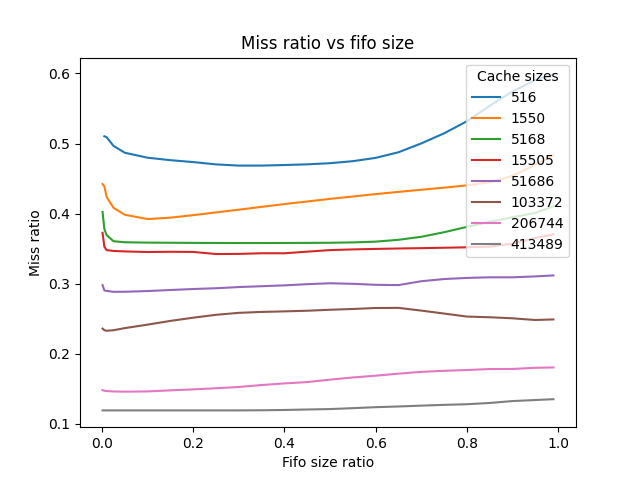 Miss ratio vs fifo size
Cache sizes
516
1550
5168
15505
51686
103372
206744
413489
0.6
0.5
0.4
0.3
0.2
0.1
Miss ratio
0.0 0.2 0.4 0.6 0.8 1.0
Fifo size ratio